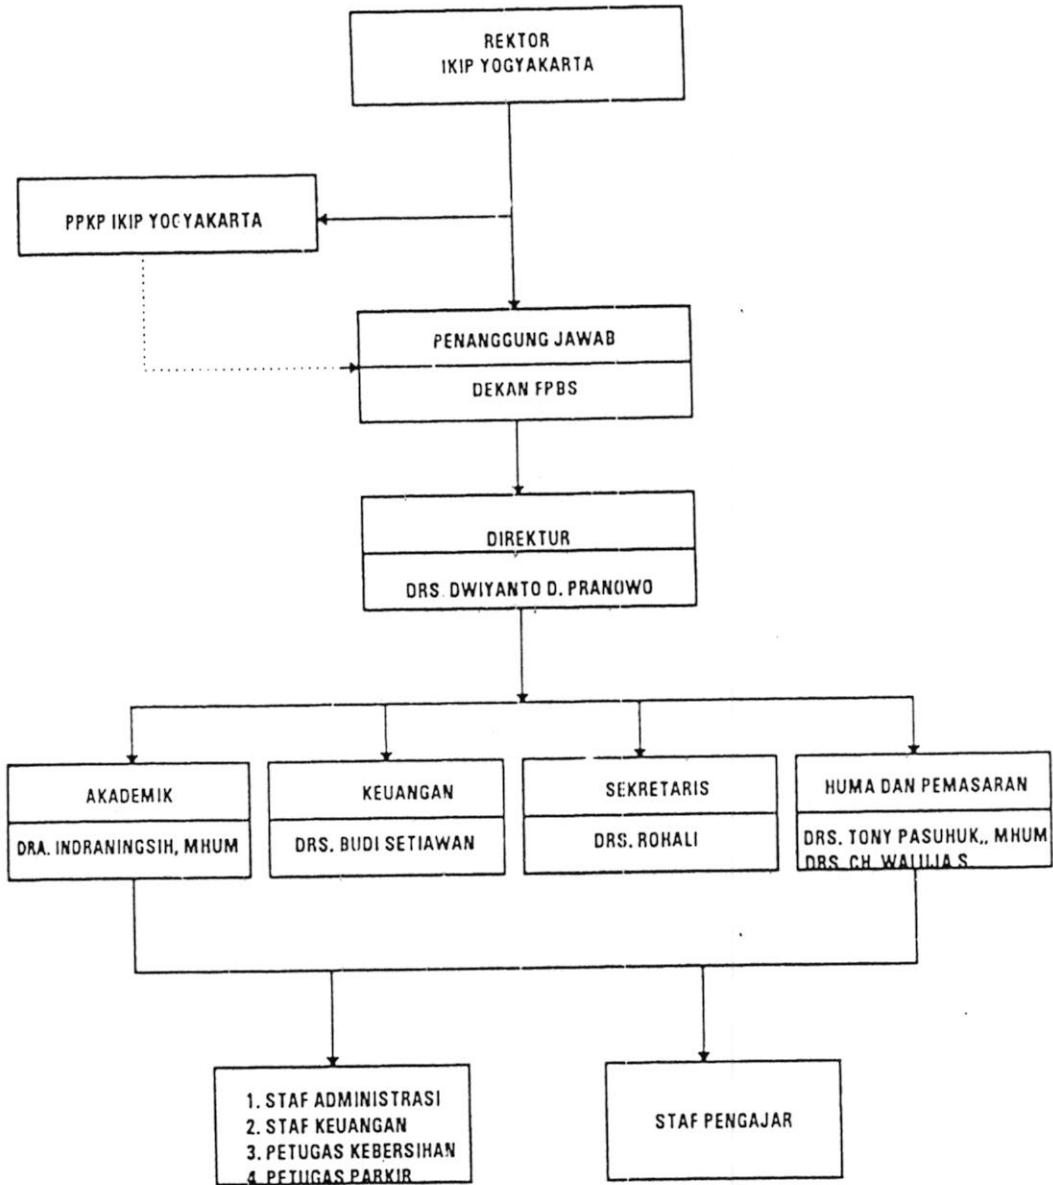 REKTOR
IKIP YOGYAKARTA
PPKP IKIP YOGYAKARTA
PENANGGUNG JAWAB
DEKAN FPBS
DIREKTUR
DRS. DWIYANTO D. PRANOWO
AKADEMIK
DRA. INDRANINGSIH, MHUM
KEUANGAN
DRS. BUDI SETIAWAN
SEKRETARIS
DRS. ROHALI
HUMA DAN PEMASARAN
DRS. TONY PASUHUK,, MHUM
DRS. CH. S.
1. STAF ADMINISTRASI
2. STAF KEUANGAN
3. PETUGAS KEBERSIHAN
4. PETUGAS PARKIR
STAF PENGAJAR